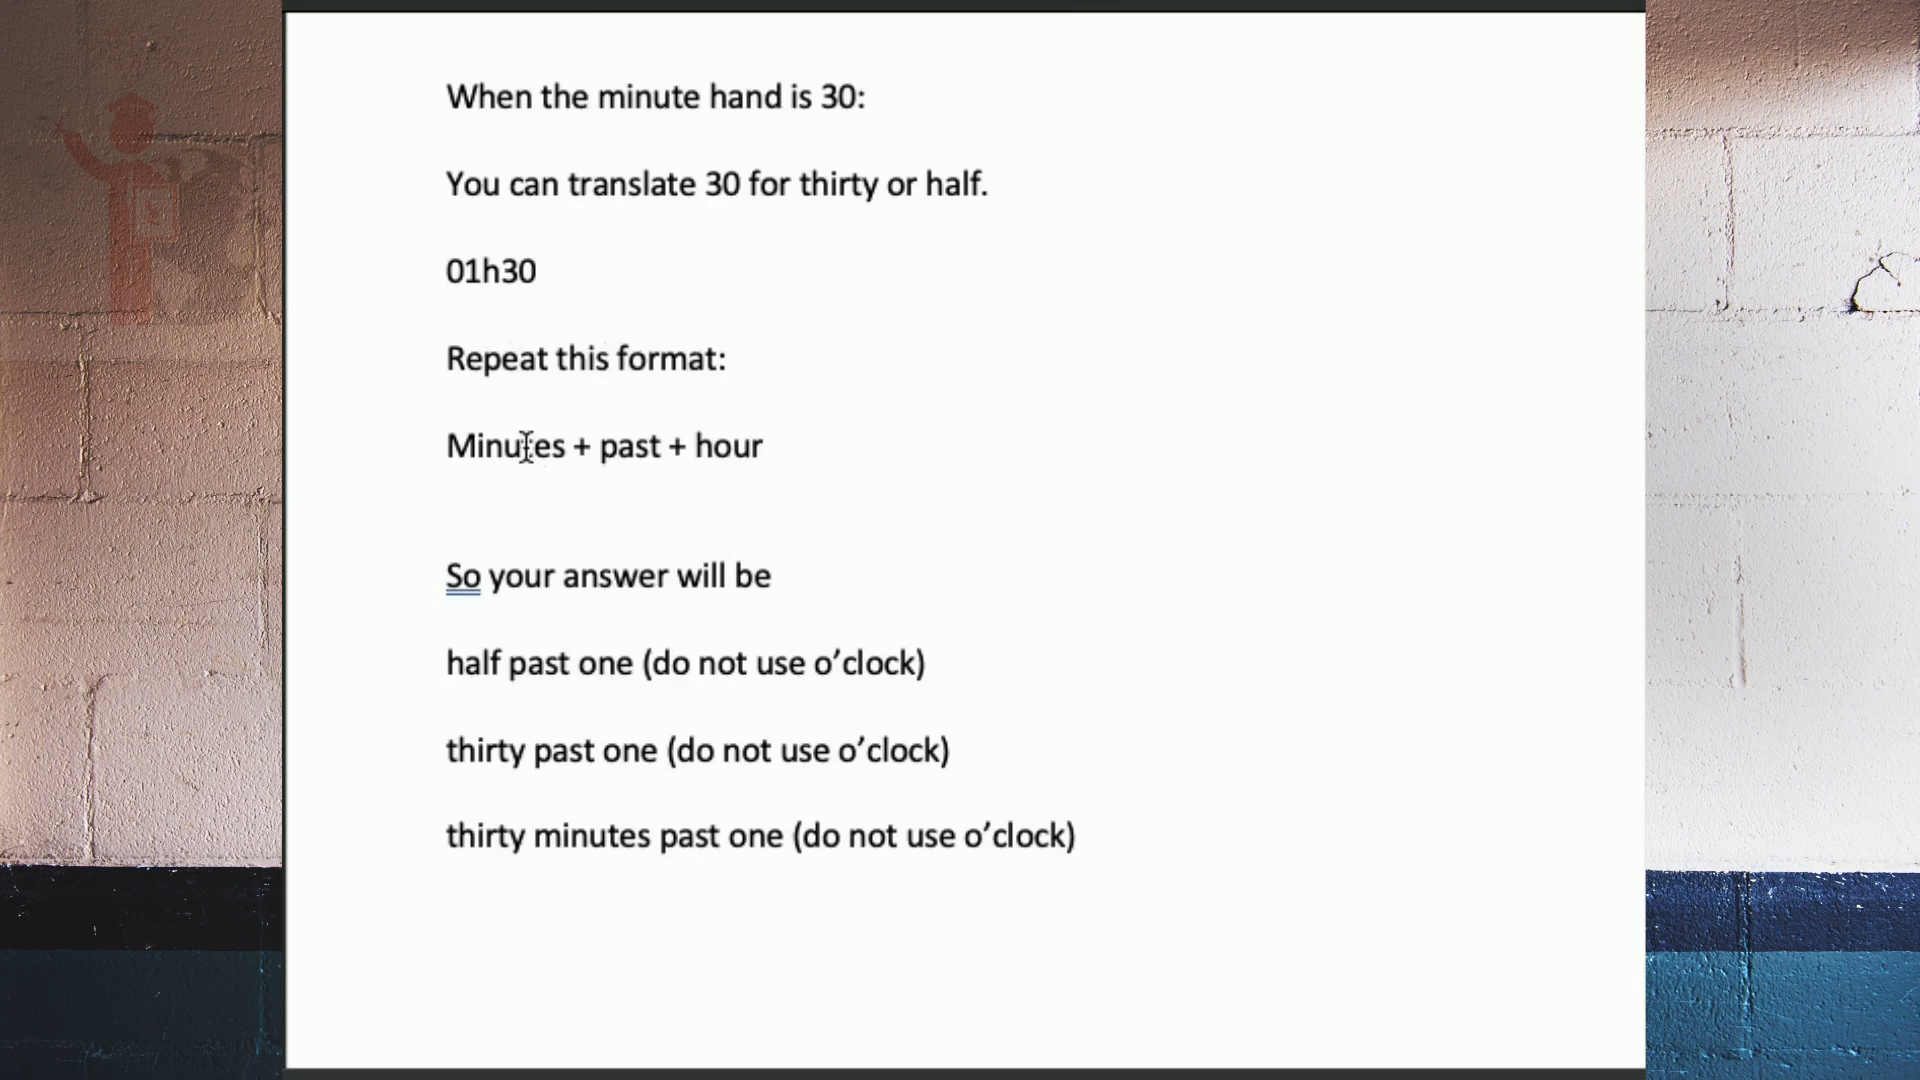 When the minute hand is 30:
You can translate 30 for thirty or half.
01h30
Repeat this format:
Minutes + past + hour
So your answer will be
half past one (do not use o’clock)
thirty past one (do not use o’clock)
thirty minutes past one (do not use o’clock)